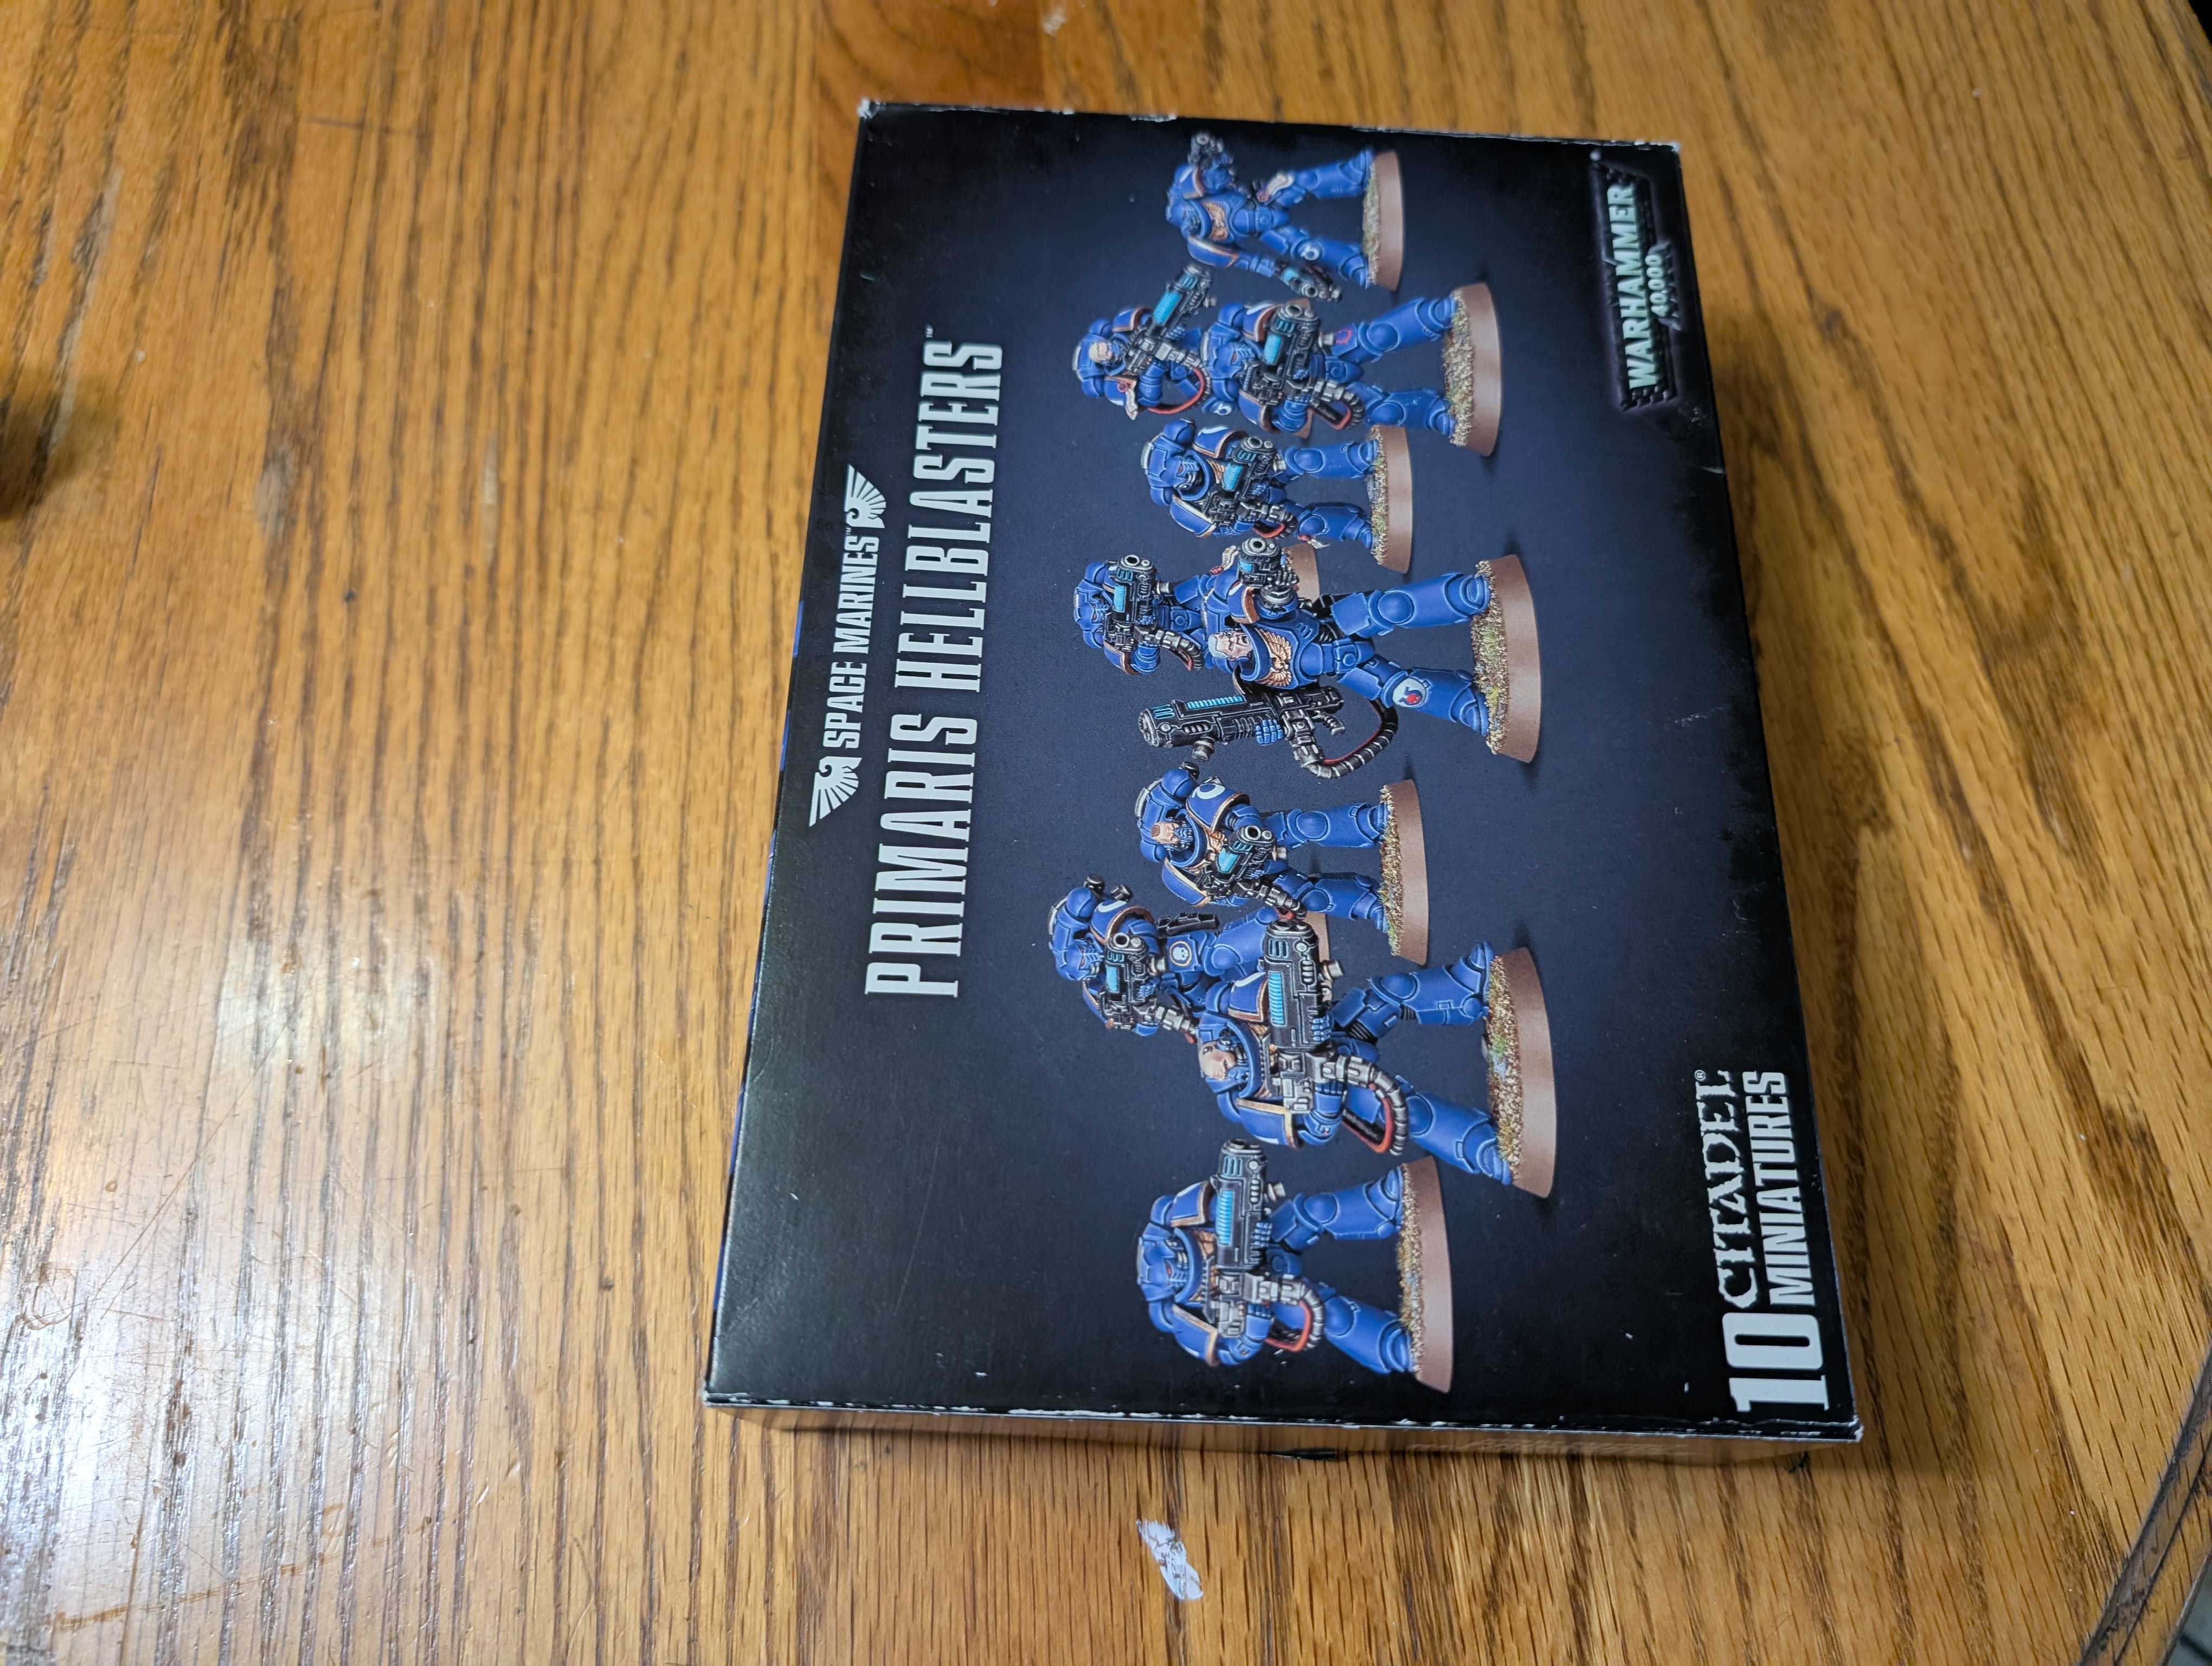 SPACE MARINES™
PRIMARIS HELLBLASTERS™
WARHAMMER
40,000
10 CITADEL®
MINIATURES